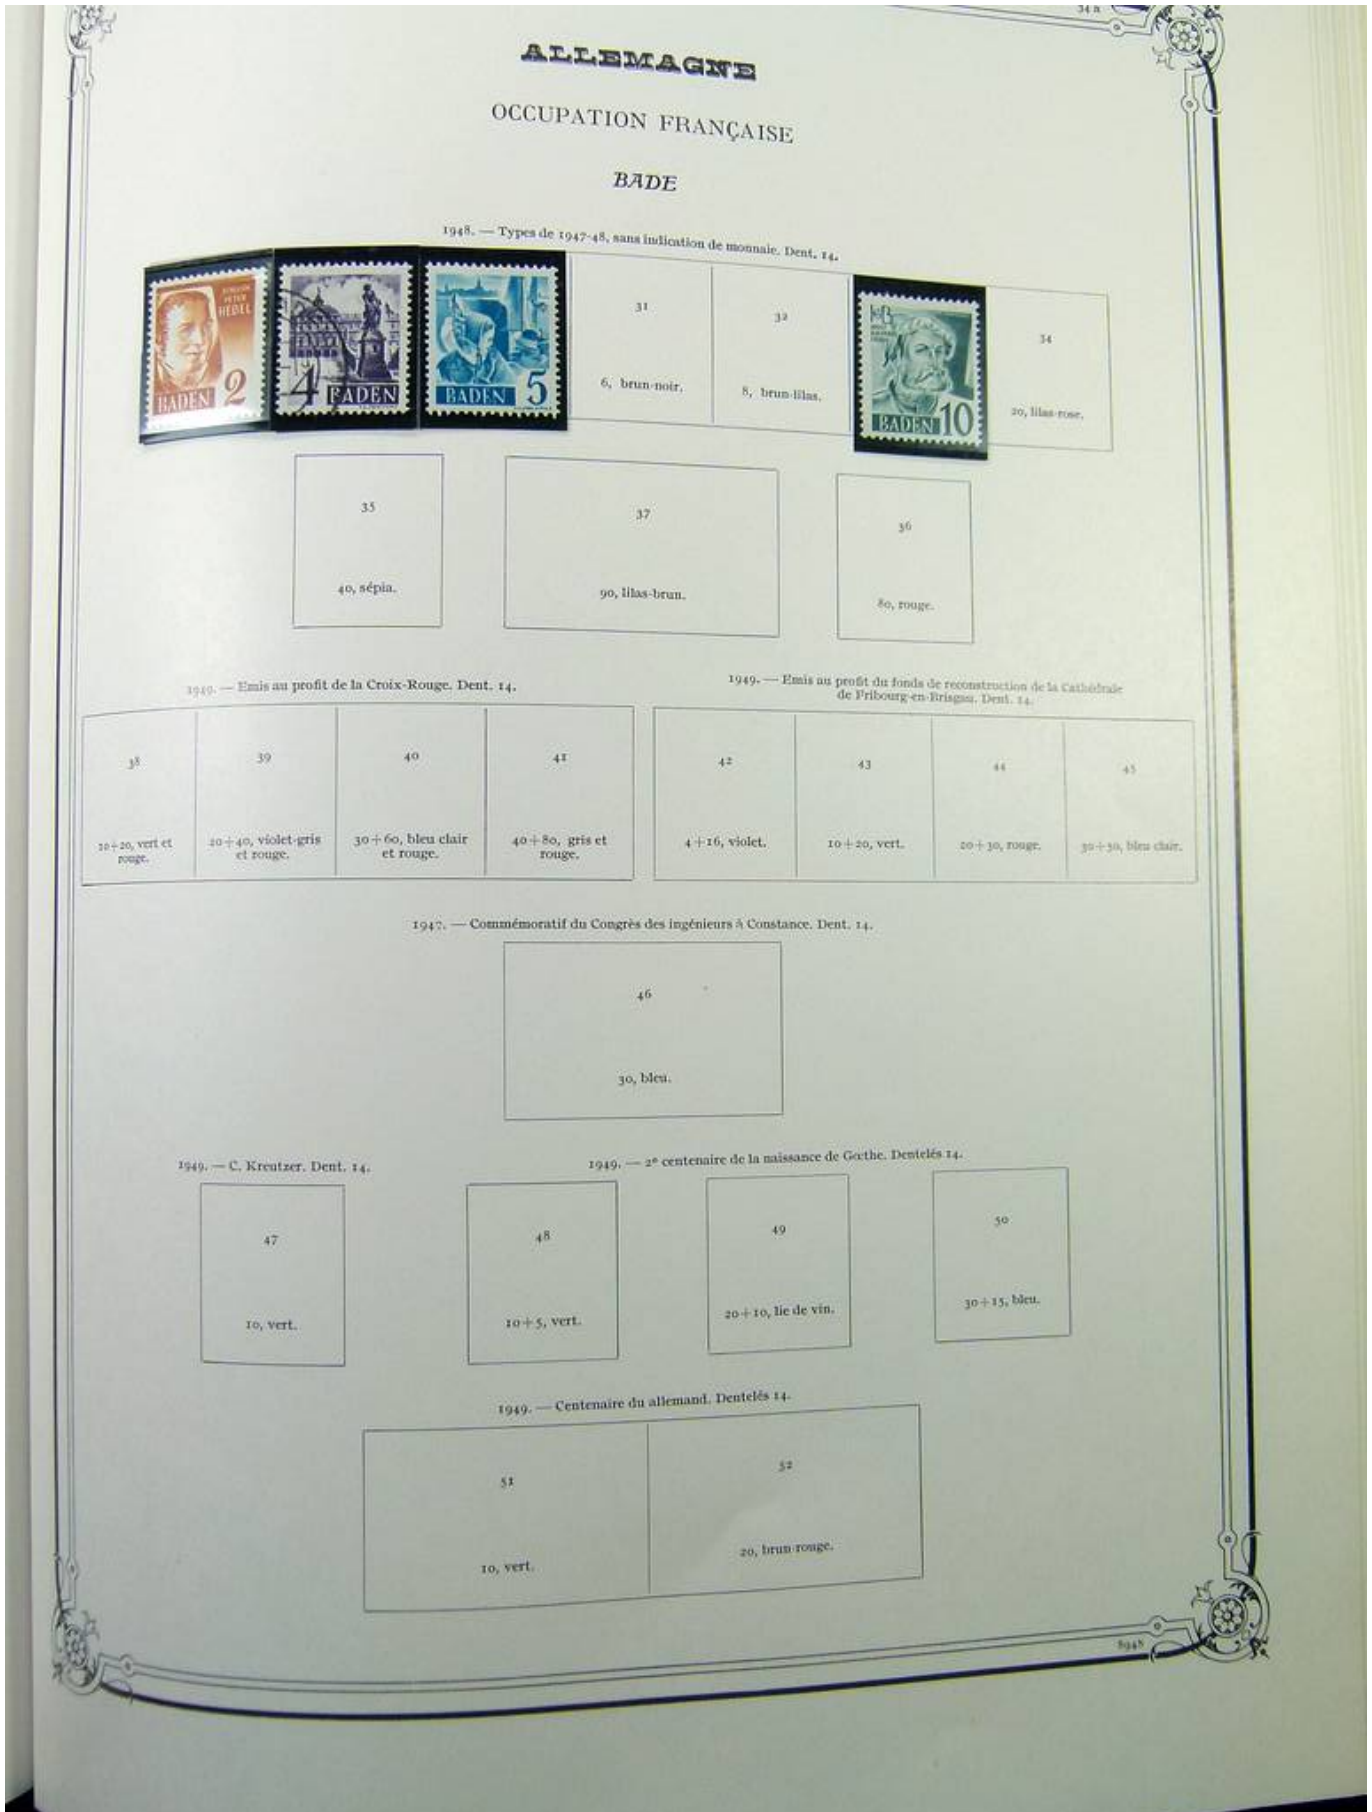 34 A
ALLEMAGNE
OCCUPATION FRANÇAISE
BADE
1948. — Types de 1947-48, sans indication de monnaie. Dent. 14.
PETER
HEBEL
BADEN 2
4 BADEN
BADEN 5
31
6, brun-noir.
32
8, brun-lilas.
BADEN 10
34
20, lilas-rose.
35
40, sépia.
37
90, lilas-brun.
36
80, rouge.
1949. — Emis au profit de la Croix-Rouge. Dent. 14.
38
10+20, vert et
rouge.
39
20+40, violet-gris
et rouge.
40
30+60, bleu clair
et rouge.
41
40+80, gris et
rouge.
1949. — Emis au profit du fonds de reconstruction de la Cathédrale
de Fribourg-en-Brisgau. Dent. 14.
42
4+16, violet.
43
10+20, vert.
44
20+30, rouge.
45
30+50, bleu clair.
1947. — Commémoratif du Congrès des ingénieurs à Constance. Dent. 14.
46
30, bleu.
1949. — C. Kreutzer. Dent. 14.
47
10, vert.
1949. — 2e centenaire de la naissance de Gœthe. Dentelés 14.
48
10+5, vert.
49
20+10, lie de vin.
50
30+15, bleu.
1949. — Centenaire du allemand. Dentelés 14.
51
10, vert.
52
20, brun-rouge.
8948